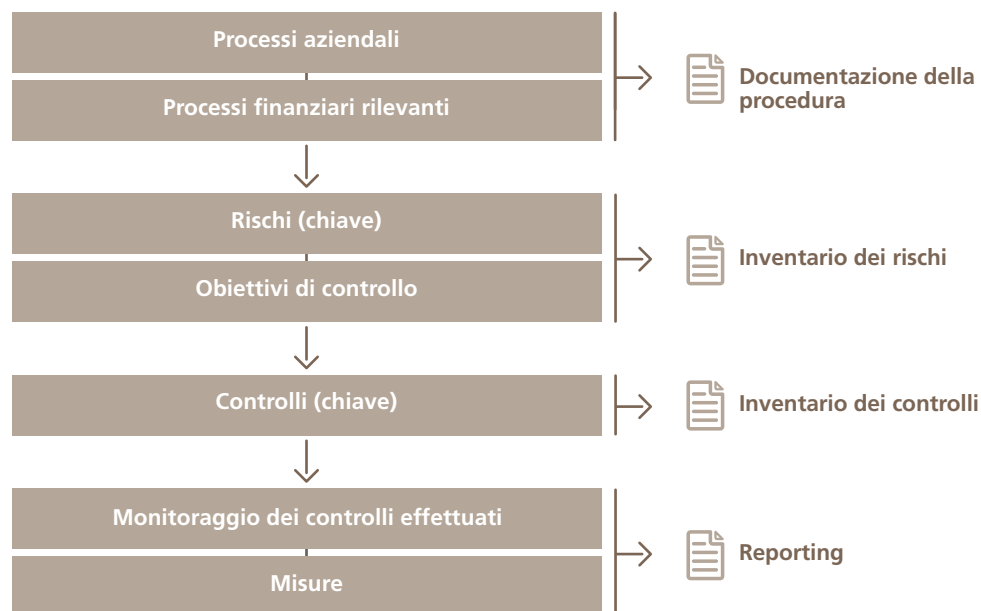 Processi aziendali
Processi finanziari rilevanti
Documentazione della
procedura
Rischi (chiave)
Obiettivi di controllo
Inventario dei rischi
Controlli (chiave)
Inventario dei controlli
Monitoraggio dei controlli effettuati
Misure
Reporting